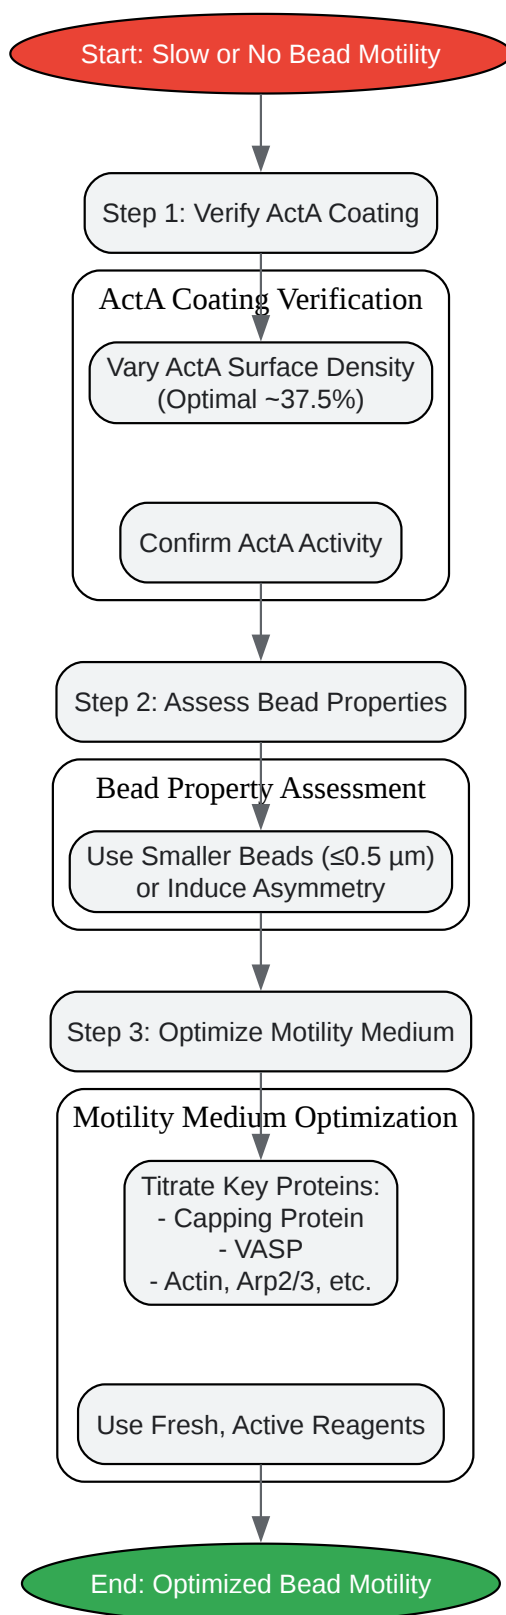 Start: Slow or No Bead Motility
Step 1: Verify ActA Coating
ActA Coating Verification
Vary ActA Surface Density
(Optimal ~37.5%)
Confirm ActA Activity
Step 2: Assess Bead Properties
Bead Property Assessment
Use Smaller Beads (≤0.5 µm)
or Induce Asymmetry
Step 3: Optimize Motility Medium
Motility Medium Optimization
Titrate Key Proteins:
- Capping Protein
- VASP
- Actin, Arp2/3, etc.
Use Fresh, Active Reagents
End: Optimized Bead Motility